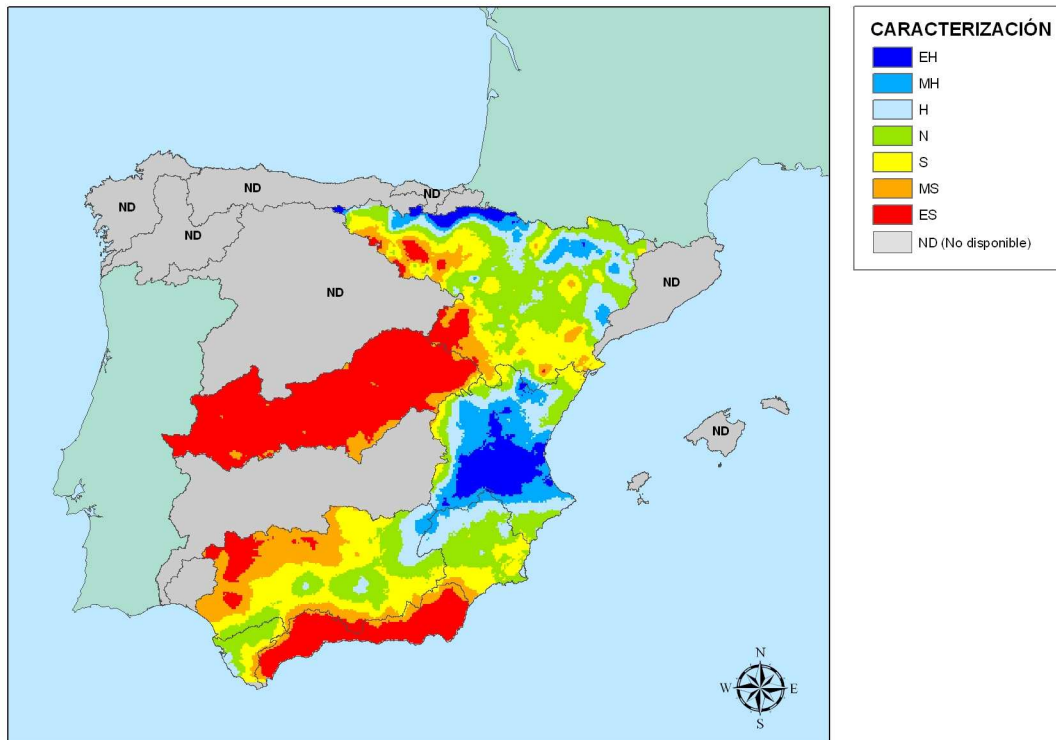 CARACTERIZACIÓN
EH
MH
H
N
S
MS
ES
ND (No disponible)
ND
ND
ND
ND
ND
ND
ND
N
W E
S